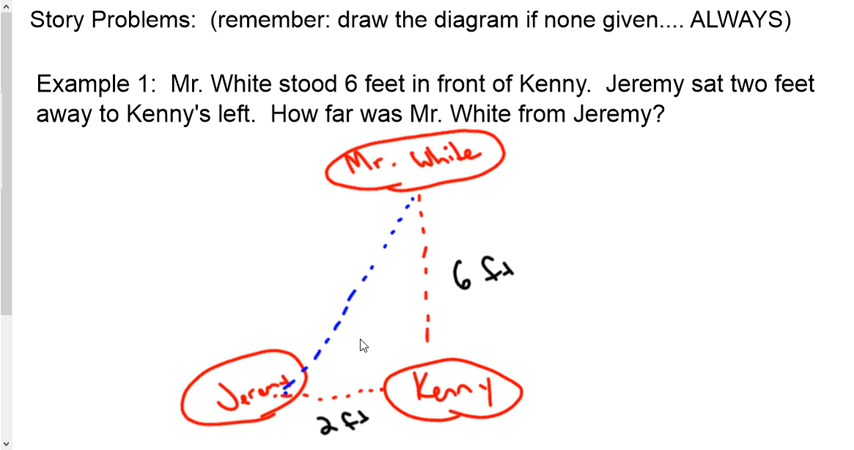 Story Problems: (remember: draw the diagram if none given.... ALWAYS)
Example 1: Mr. White stood 6 feet in front of Kenny. Jeremy sat two feet
away to Kenny's left. How far was Mr. White from Jeremy?
Mr. White
6 ft
Jeremy
Kenny
2 ft